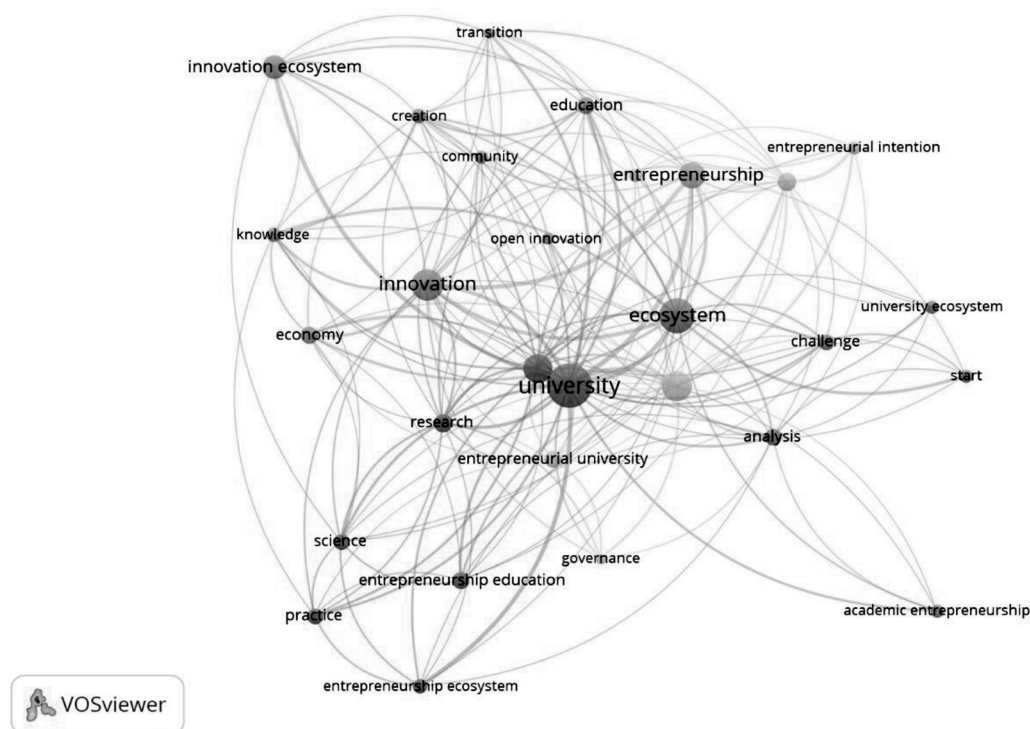 transition
innovation ecosystem
education
creation
entrepreneurial intention
community
entrepreneurship
knowledge
open innovation
innovation
university ecosystem
ecosystem
economy
challenge
start
university
research
analysis
entrepreneurial university
science
governance
entrepreneurship education
academic entrepreneurship
practice
entrepreneurship ecosystem
VOSviewer